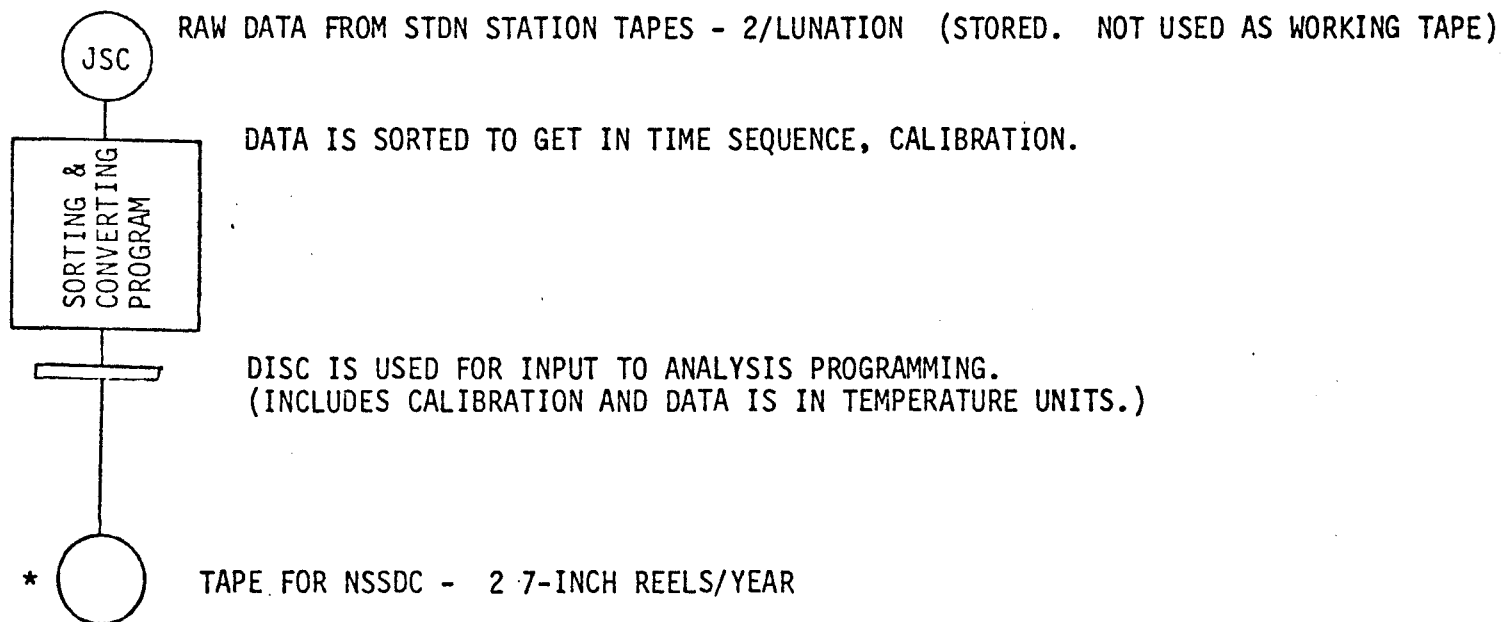 RAW DATA FROM STDN STATION TAPES - 2/LUNATION (STORED. NOT USED AS WORKING TAPE)
JSC
DATA IS SORTED TO GET IN TIME SEQUENCE, CALIBRATION.
SORTING &
CONVERTING
PROGRAM
DISC IS USED FOR INPUT TO ANALYSIS PROGRAMMING.
(INCLUDES CALIBRATION AND DATA IS IN TEMPERATURE UNITS.)
* TAPE FOR NSSDC - 2 7-INCH REELS/YEAR